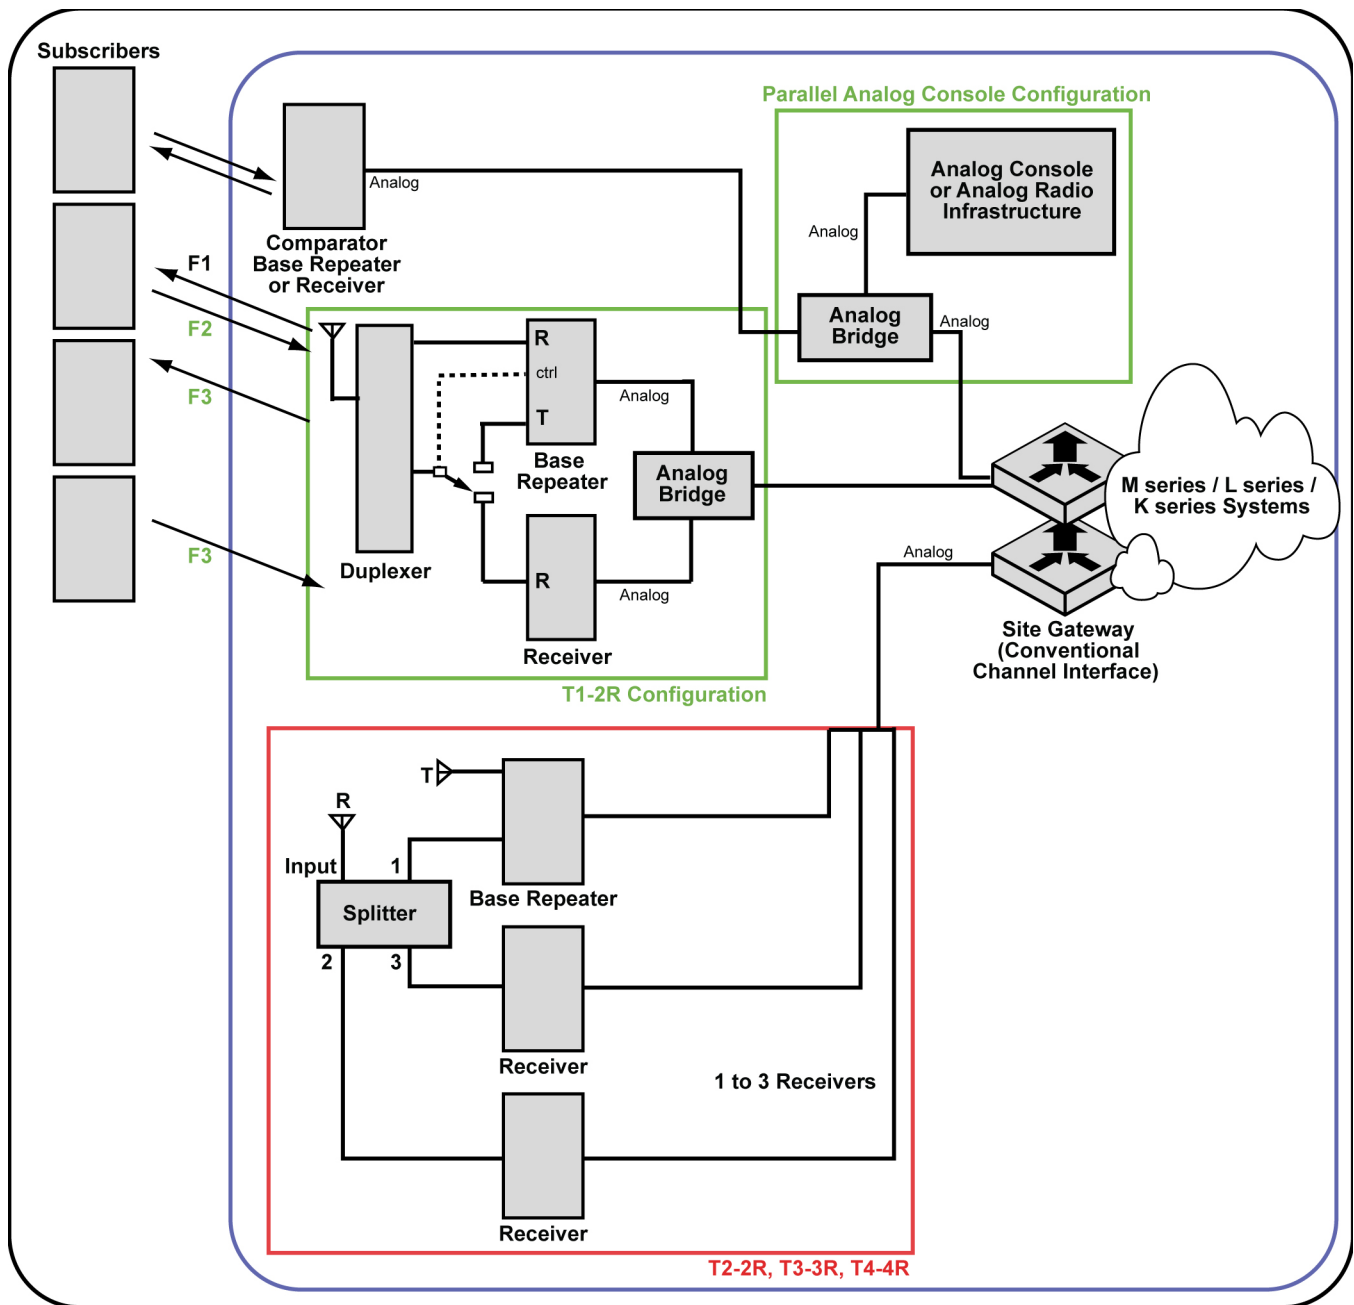 Subscribers
Parallel Analog Console Configuration
Analog Console
or Analog Radio
Infrastructure
Analog
Comparator
Base Repeater
or Receiver
Analog
Analog
Bridge
Analog
F1
F2
F3
F3
R
ctrl
T
Base
Repeater
Analog
Analog
Bridge
Duplexer
R
Analog
Receiver
T1-2R Configuration
M series / L series /
K series Systems
Analog
Site Gateway
(Conventional
Channel Interface)
T
R
Input
1
Splitter
2
3
Base Repeater
Receiver
1 to 3 Receivers
Receiver
T2-2R, T3-3R, T4-4R